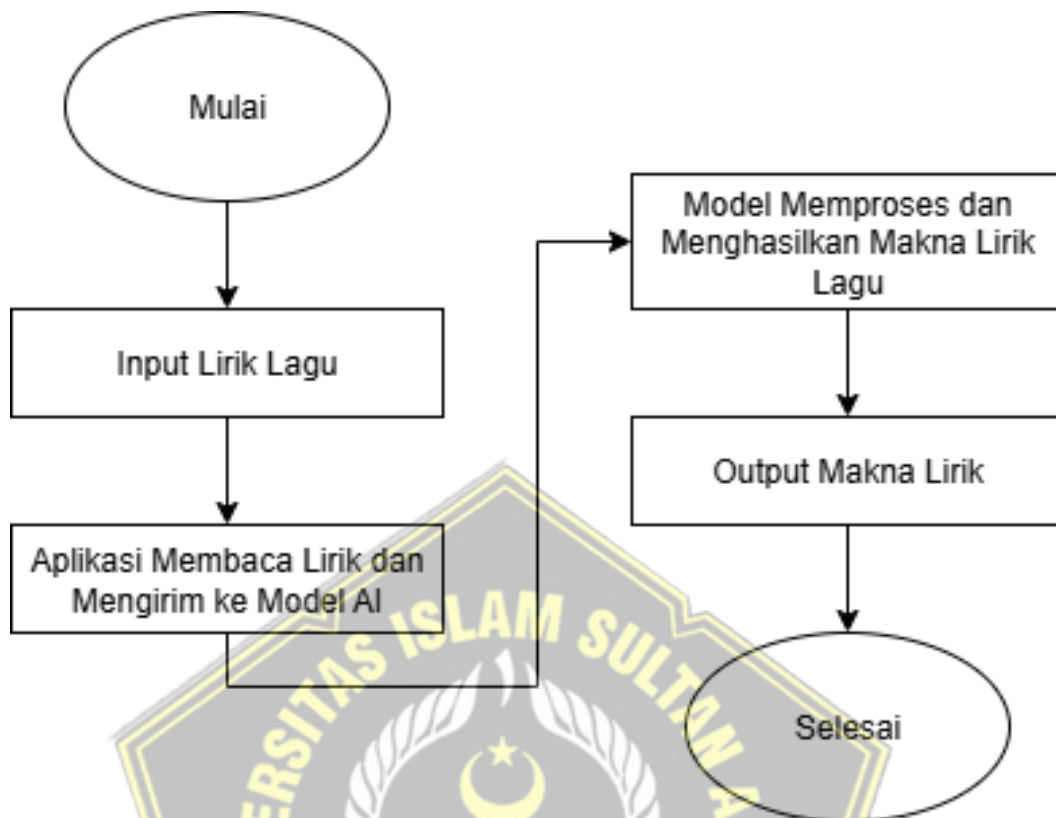 Mulai
Input Lirik Lagu
Aplikasi Membaca Lirik dan
Mengirim ke Model AI
Model Memproses dan
Menghasilkan Makna Lirik
Lagu
Output Makna Lirik
Selesai
ERSITAS ISLAM SULTAN A